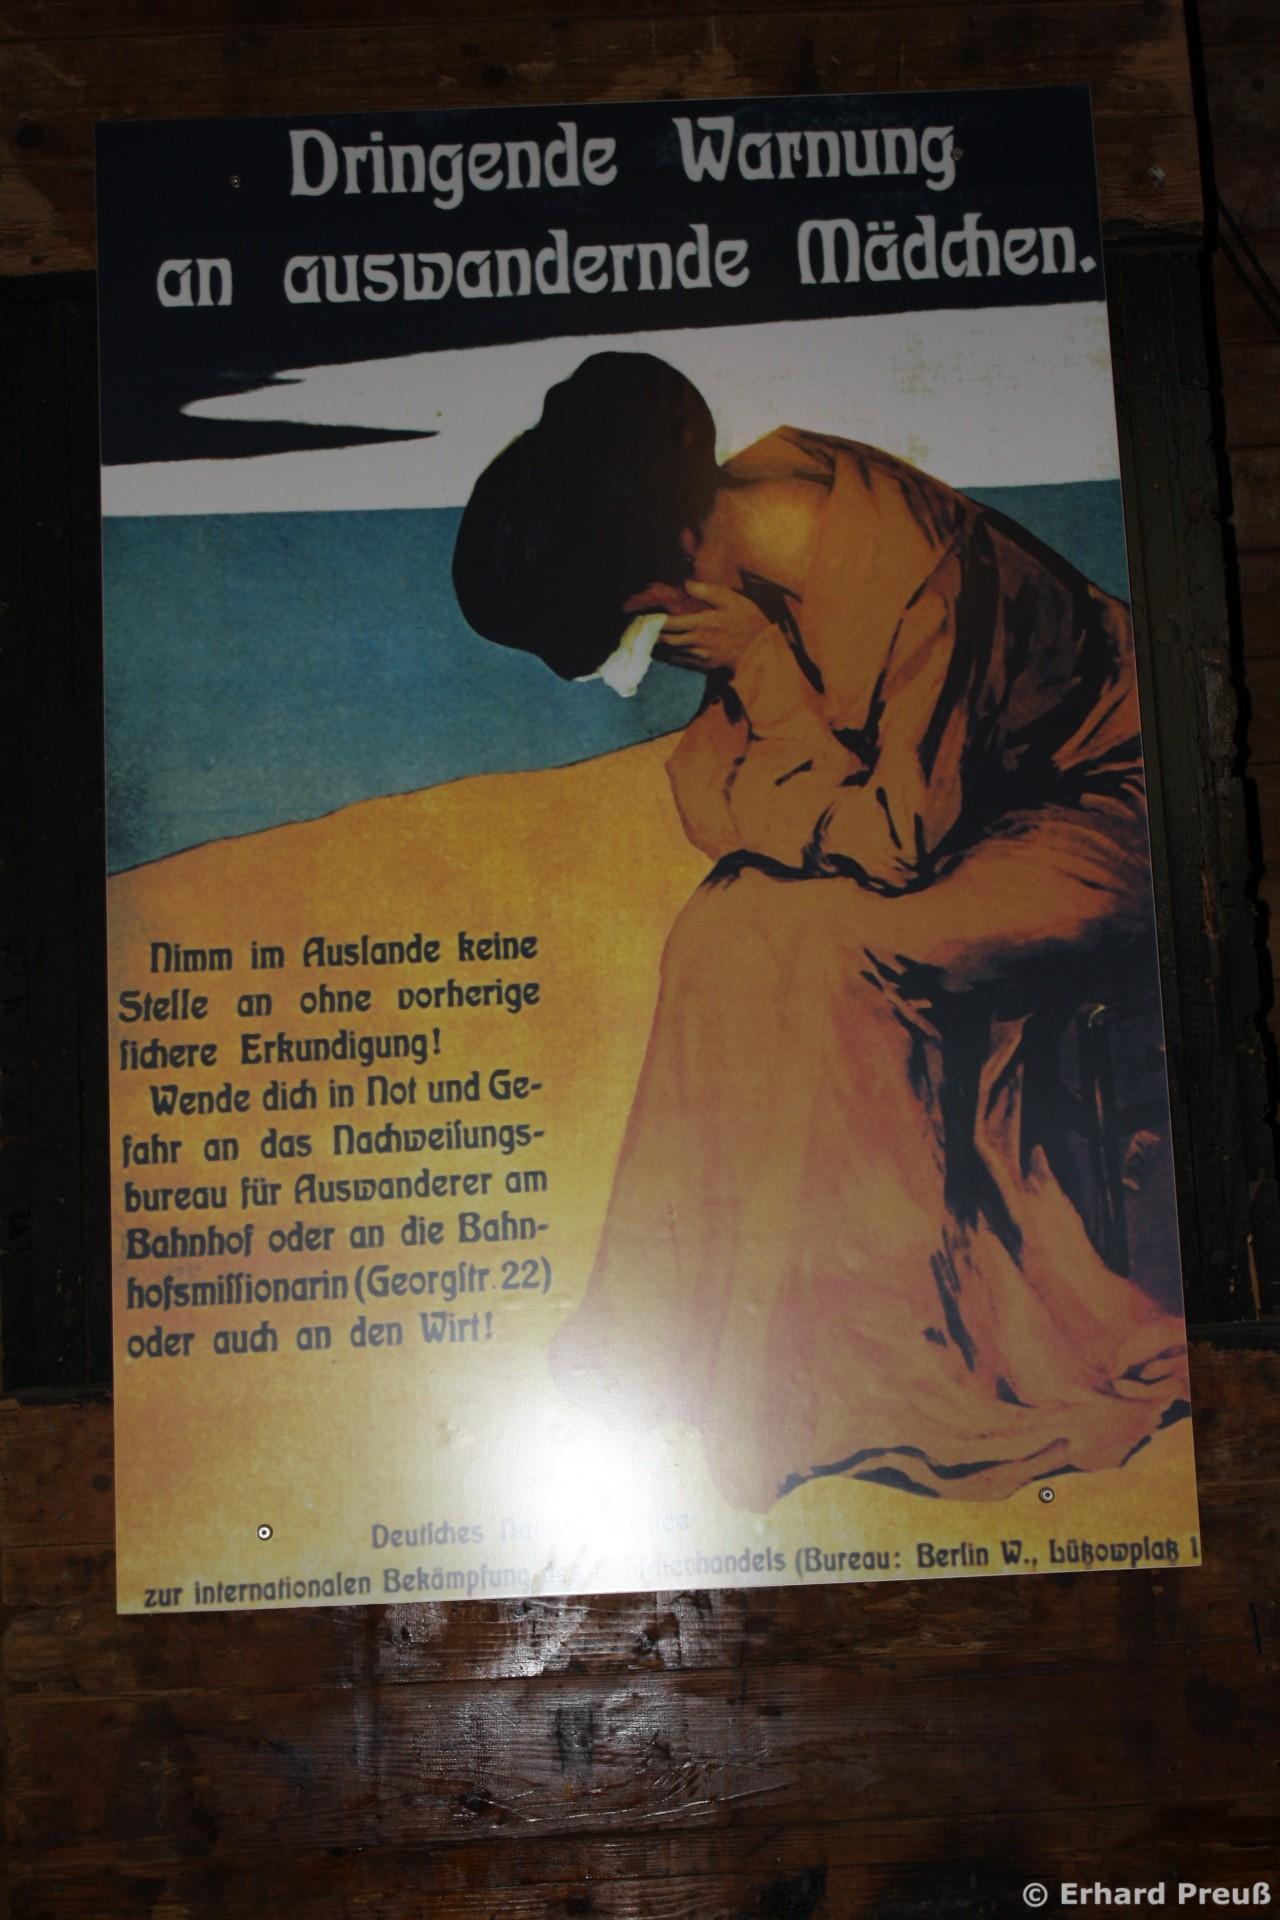 Dringende Warnung
an auswandernde Mädchen.
Nimm im Auslande keine
Stelle an ohne vorherige
sichere Erkundigung!
Wende dich in Not und Ge-
fahr an das Nachweisungs-
bureau für Auswanderer am
Bahnhof oder an die Bahn-
hofsmissionarin (Georgstr. 22)
oder auch an den Wirt!
Deutsches
zur internationalen Bekämpfung (Bureau: Berlin W., Lützowplatz 1
© Erhard Preuß